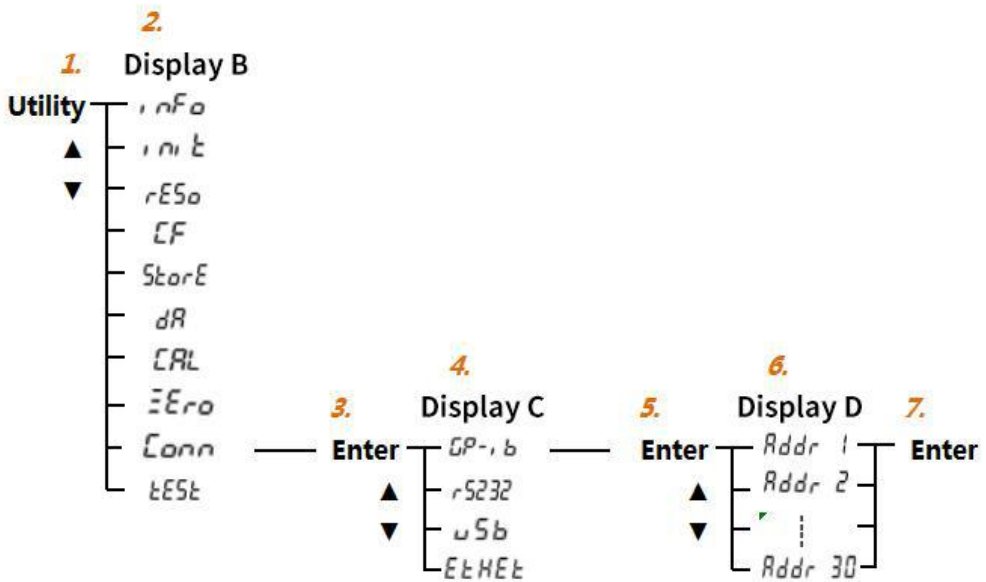 2.
1. Display B
Utility inFo
▲ init
▼ rESo
CF
StorE
dA
CAL
4. 6.
ZEro 3. Display C 5. Display D 7.
Conn Enter GP-ib Enter Addr 1 Enter
tESt ▲ rS232 ▲ Addr 2
▼ uSb ▼
EtHEt Addr 30